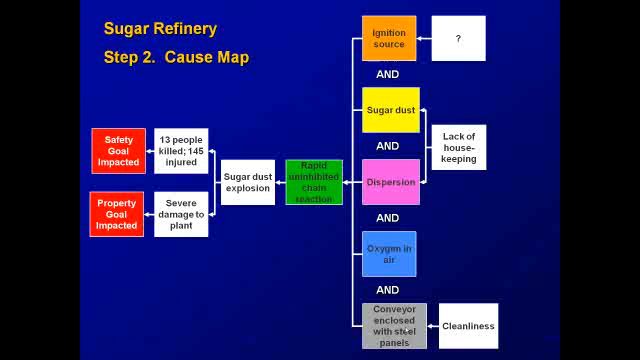 Sugar Refinery
Step 2. Cause Map
Safety
Goal
Impacted
13 people
killed; 145
injured
Property
Goal
Impacted
Severe
damage to
plant
Sugar dust
explosion
Rapid
uninhibited
chain
reaction
Ignition
source
?
AND
Sugar dust
AND
Lack of
house-
keeping
Dispersion
AND
Oxygen in
air
AND
Conveyor
enclosed
with steel
panels
Cleanliness